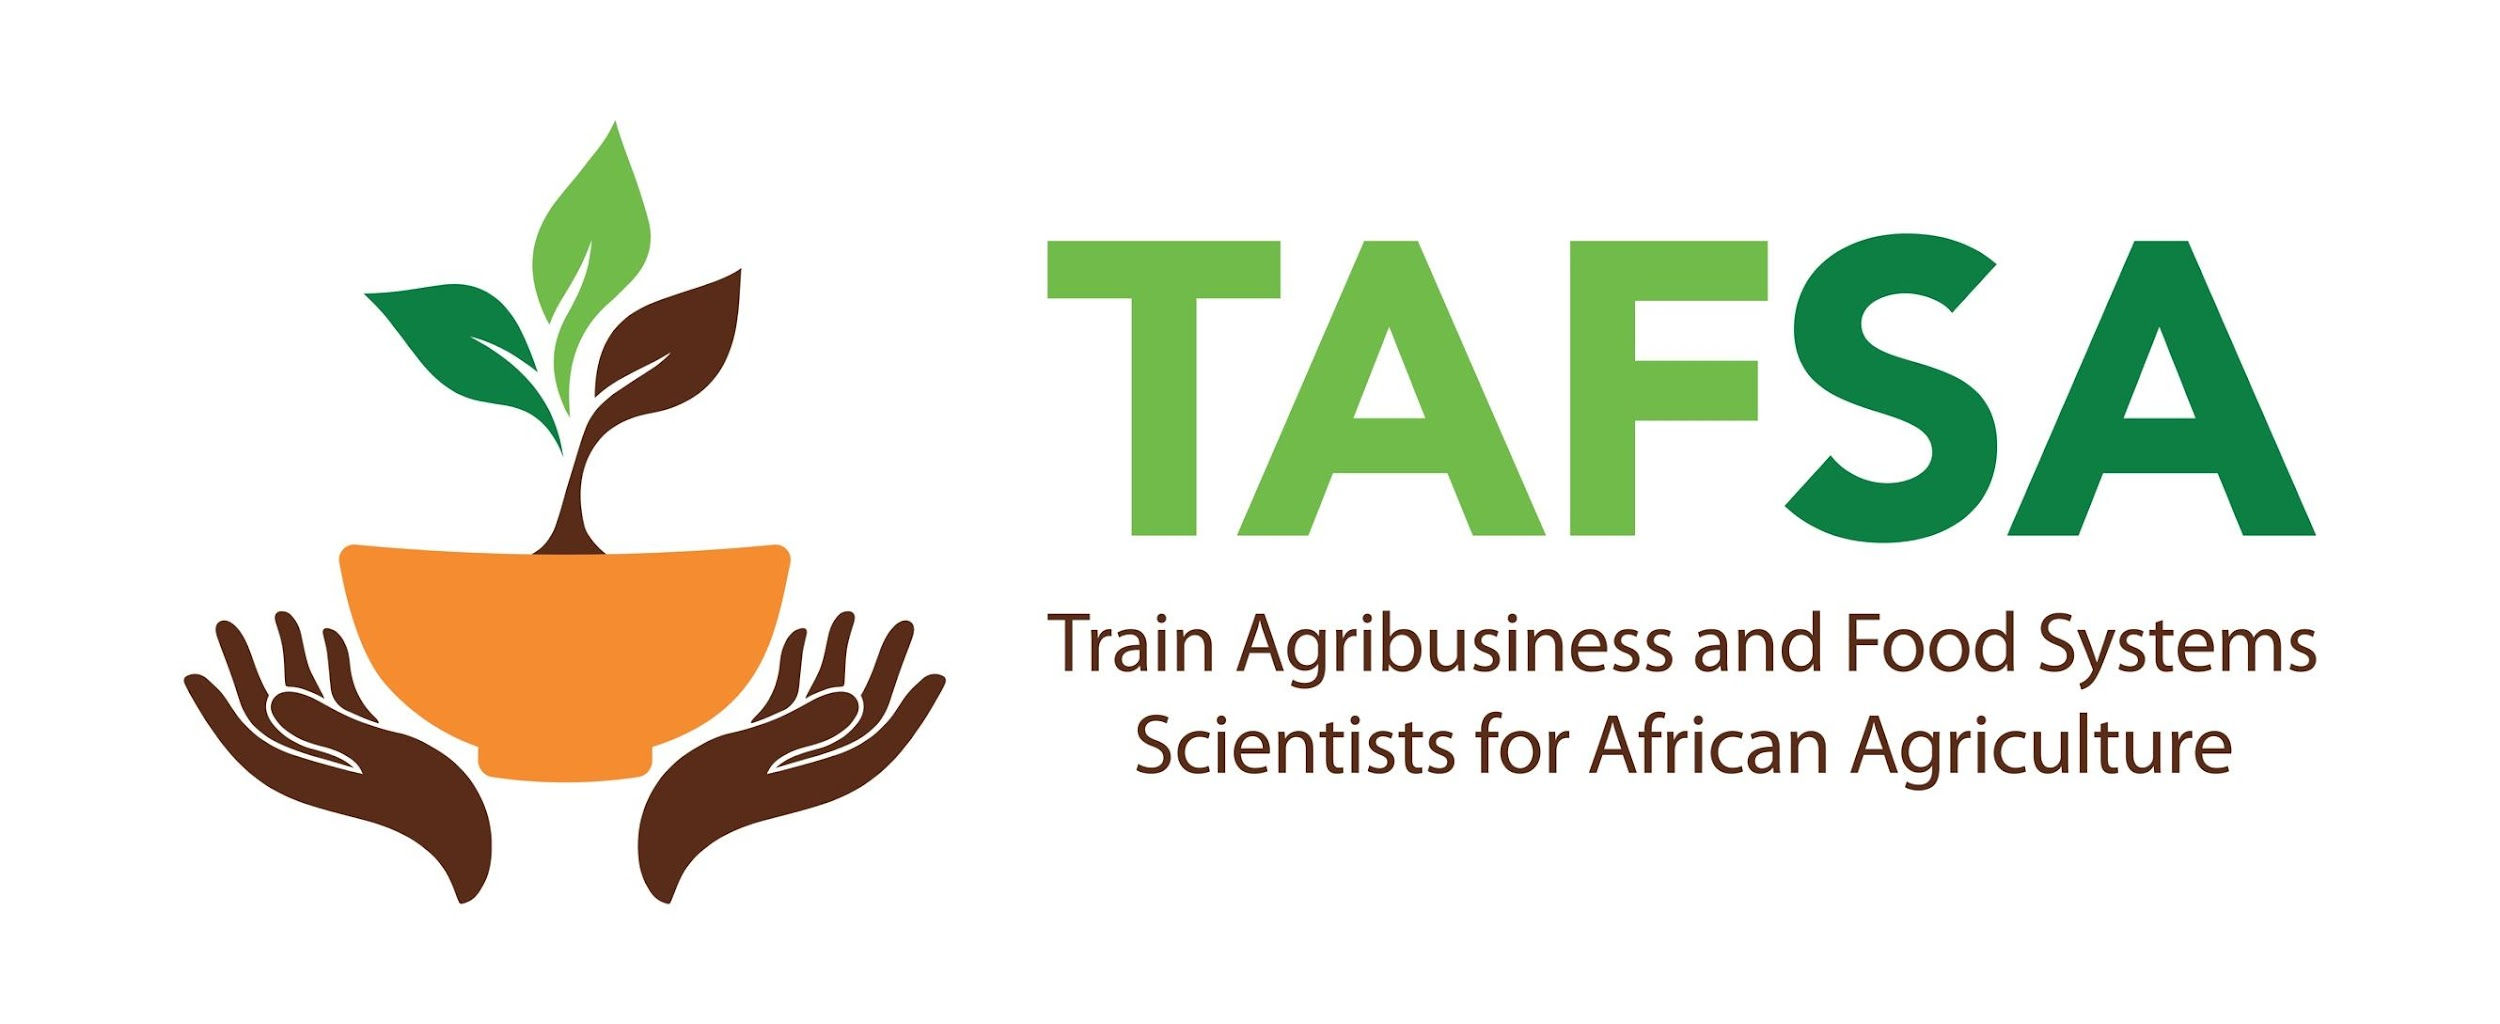 TAFSA
Train Agribusiness and Food Systems
Scientists for African Agriculture